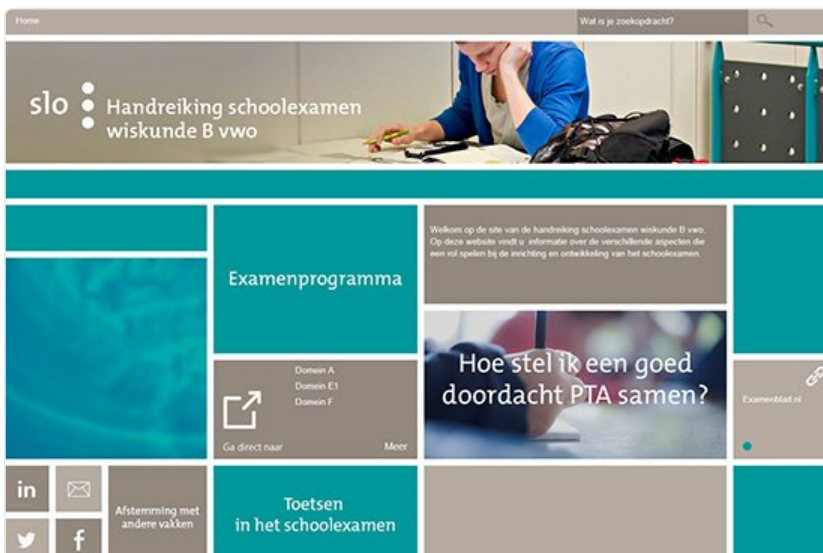 Home
Wat is je zoekopdracht?
slo
Handreiking schoolexamen
wiskunde B vwo
Examenprogramma
Welkom op de site van de handreiking schoolexamen wiskunde B vwo.
Op deze website vindt u informatie over de verschillende aspecten die
een rol spelen bij de inrichting en ontwikkeling van het schoolexamen.
Hoe stel ik een goed
doordacht PTA samen?
Domein A
Domein E1
Domein F
Ga direct naar
Meer
Examenblad.nl
in
f
Afstemming met
andere vakken
Toetsen
in het schoolexamen